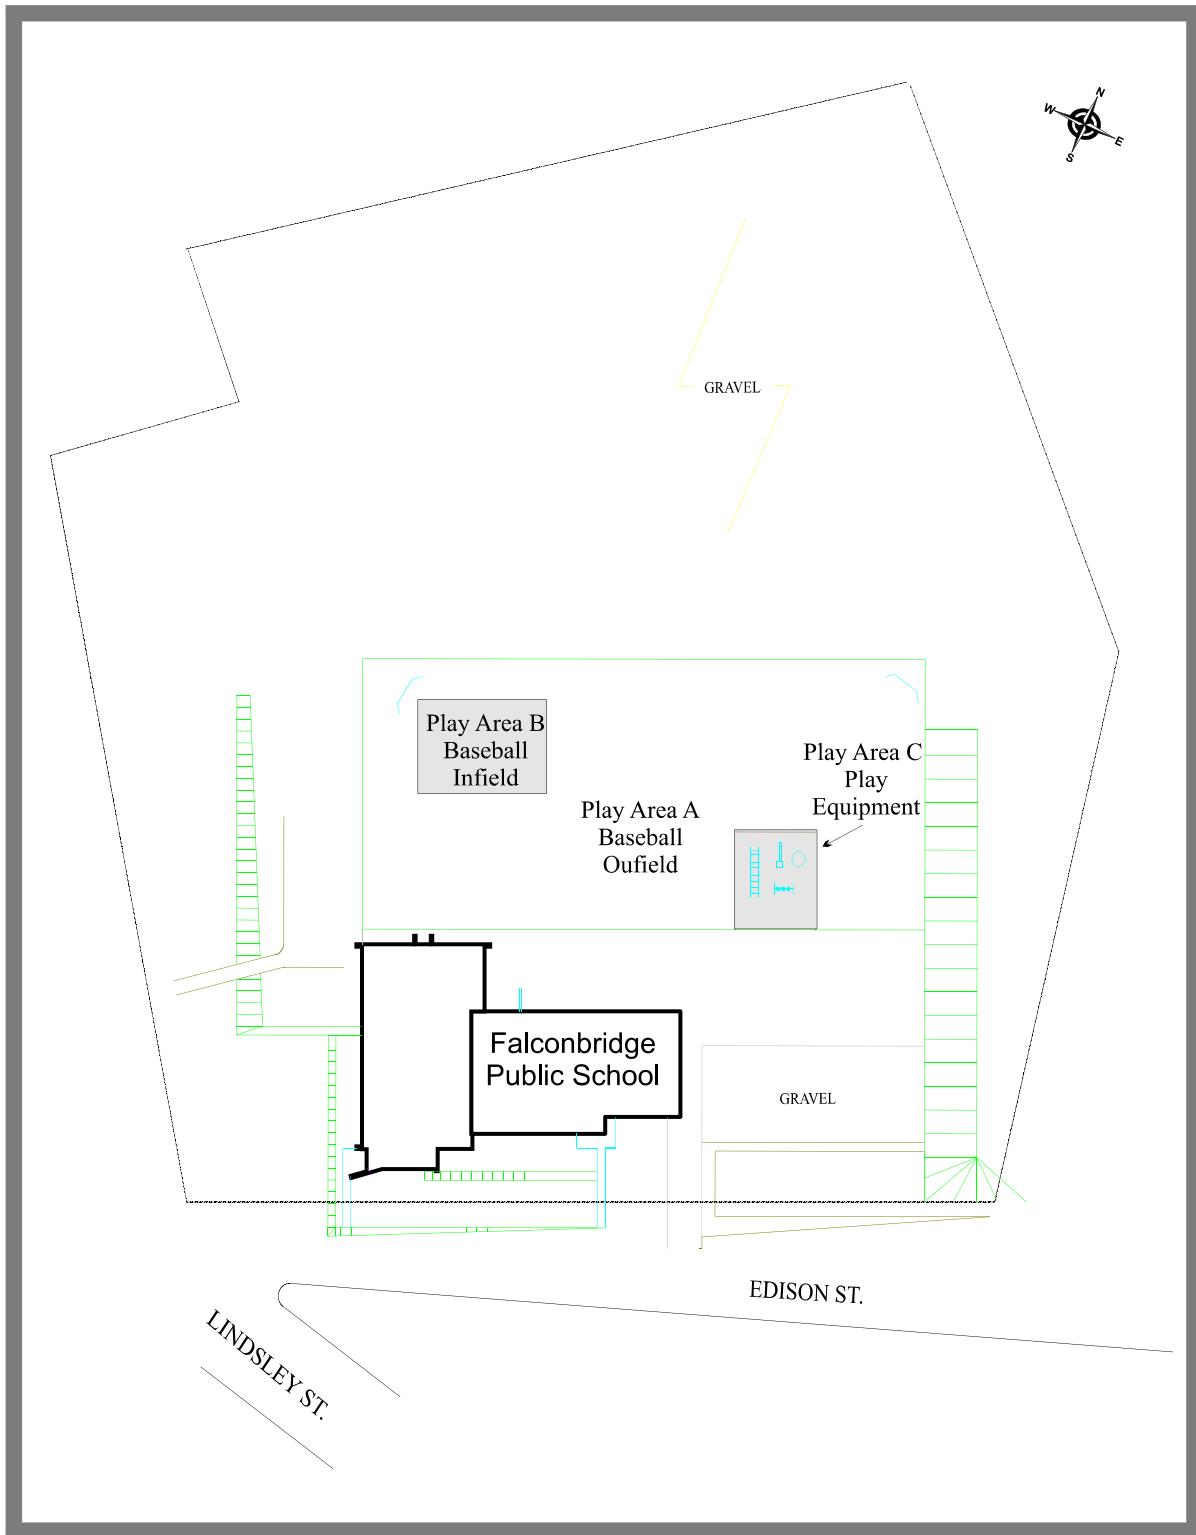 N
W
E
S
GRAVEL
Play Area B
Baseball
Infield
Play Area C
Play
Equipment
Play Area A
Baseball
Oufield
Falconbridge
Public School
GRAVEL
EDISON ST.
LINDSLEY ST.